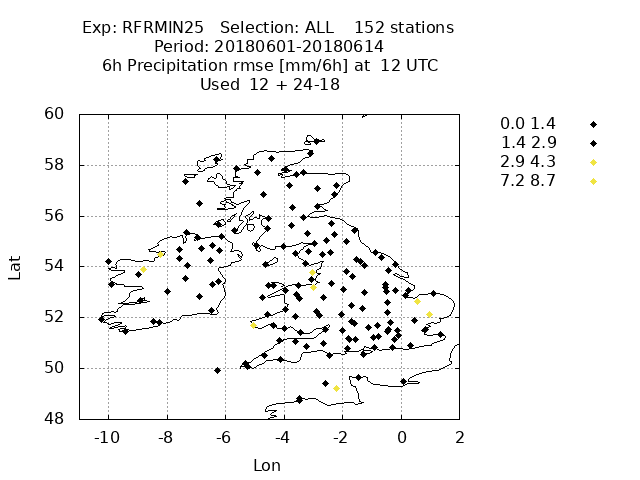 Exp: RFRMIN25 Selection: ALL 152 stations
Period: 20180601-20180614
6h Precipitation rmse [mm/6h] at 12 UTC
Used 12 + 24-18
0.0 1.4
1.4 2.9
2.9 4.3
7.2 8.7
60
58
56
54
52
50
48
Lat
-10 -8 -6 -4 -2 0 2
Lon